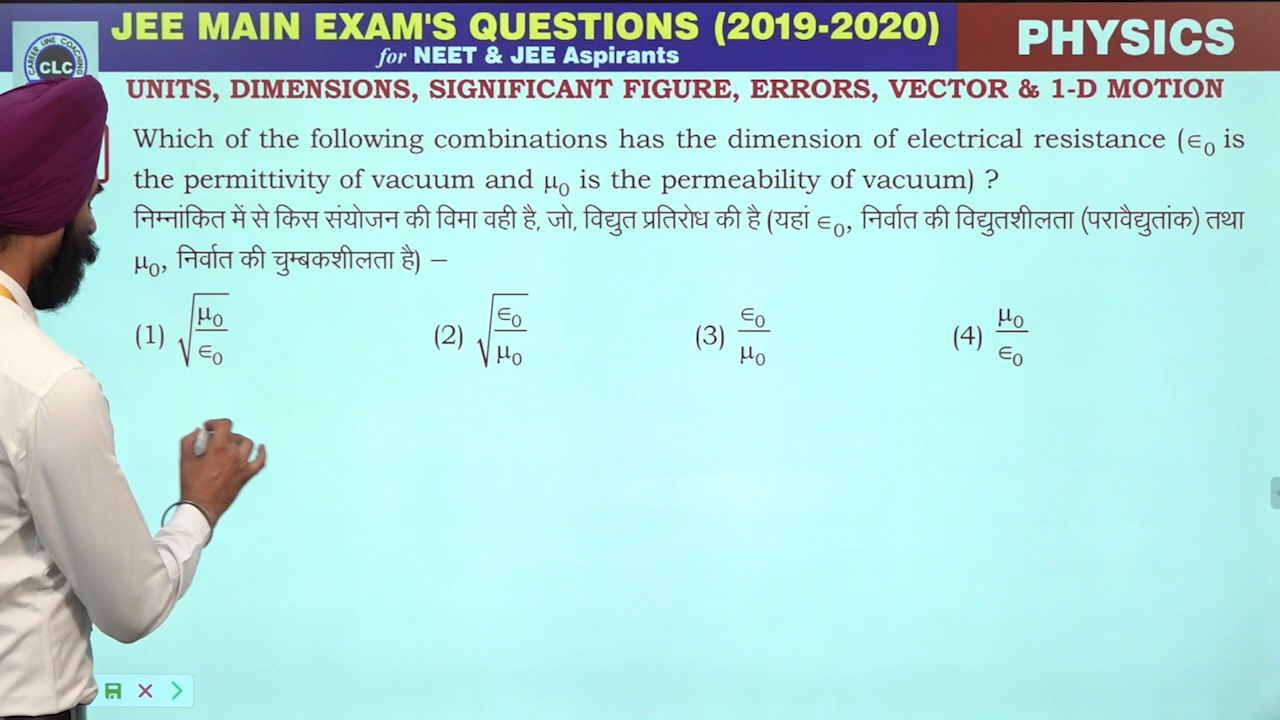 JEE MAIN EXAM'S QUESTIONS (2019-2020)
for NEET & JEE Aspirants
PHYSICS
CAREER LINE COACHING
CLC
UNITS, DIMENSIONS, SIGNIFICANT FIGURE, ERRORS, VECTOR & 1-D MOTION
Which of the following combinations has the dimension of electrical resistance (∈₀ is
the permittivity of vacuum and μ₀ is the permeability of vacuum) ?
निम्नांकित में से किस संयोजन की विमा वही है, जो, विद्युत प्रतिरोध की है (यहां ∈₀, निर्वात की विद्युतशीलता (परावैद्युतांक) तथा
μ₀, निर्वात की चुम्बकशीलता है) –
(1) √(μ₀/∈₀) (2) √(∈₀/μ₀) (3) ∈₀/μ₀ (4) μ₀/∈₀